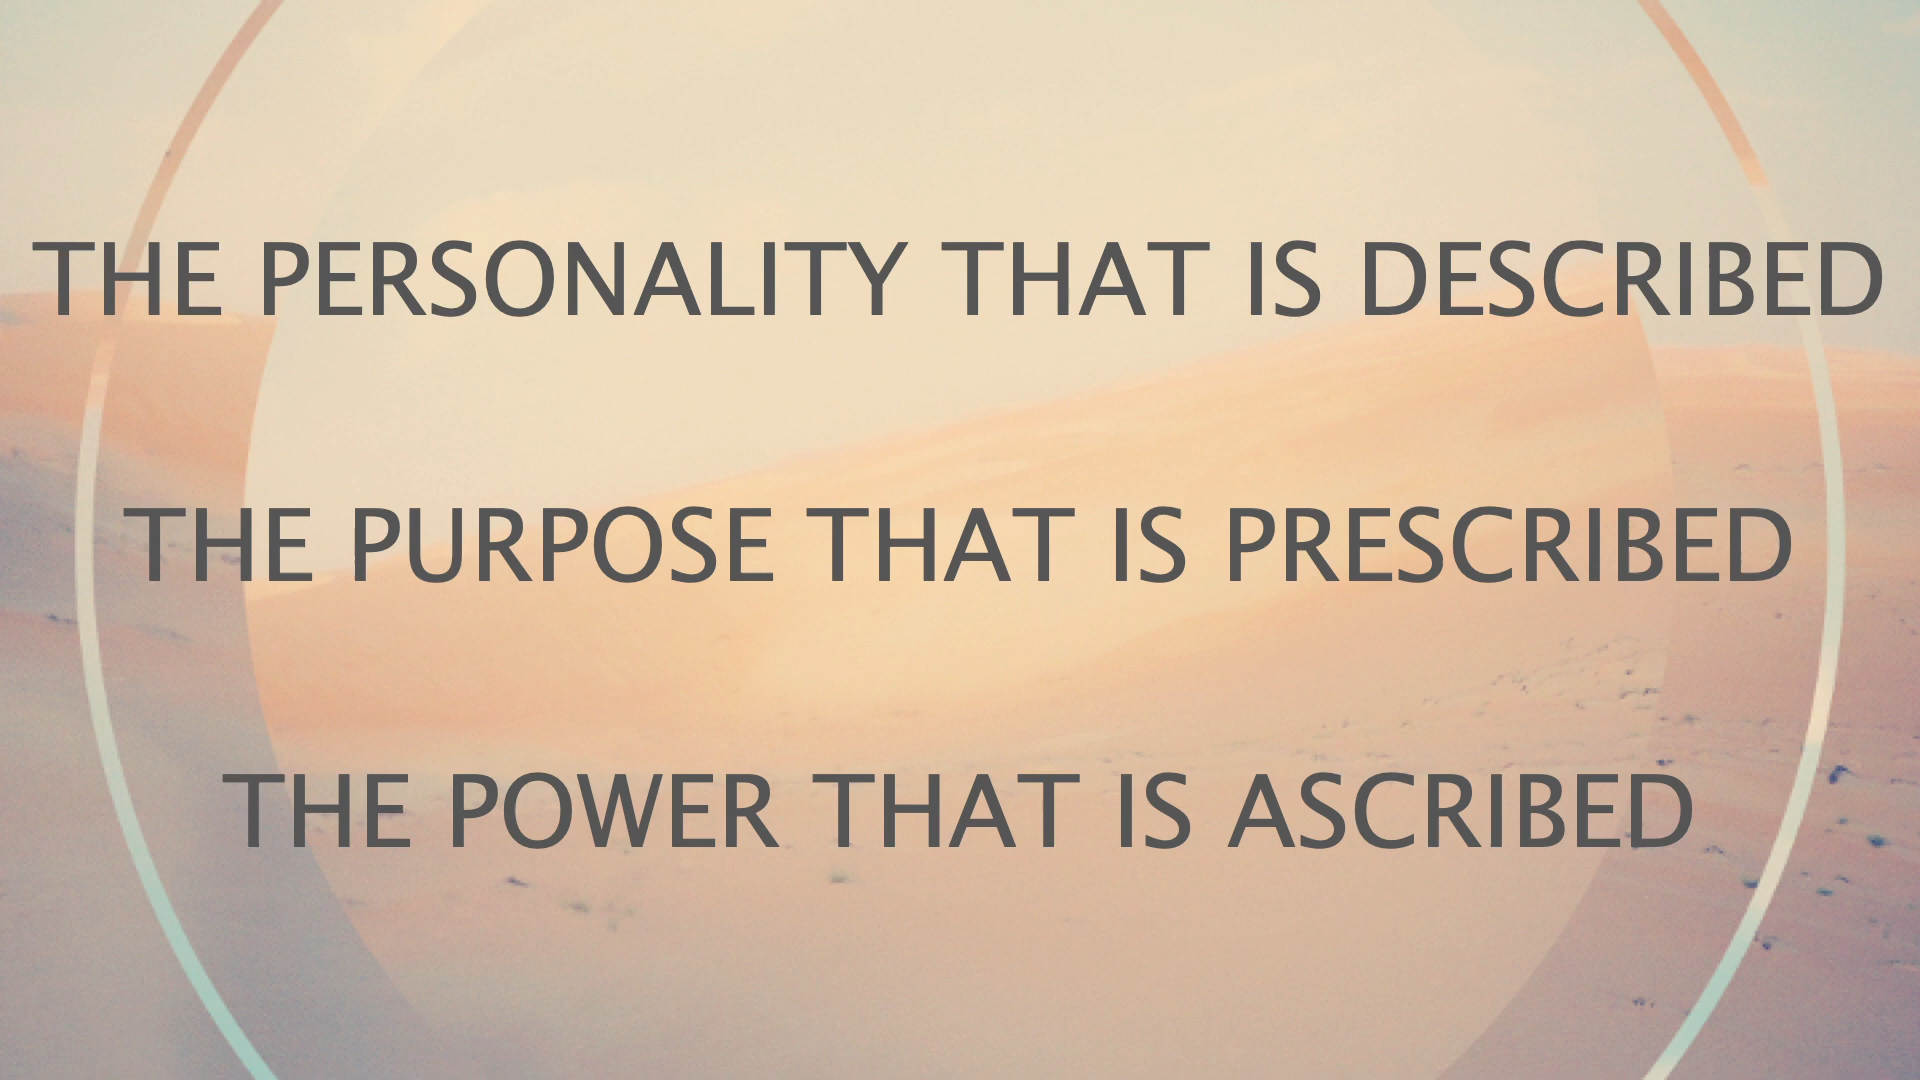 THE PERSONALITY THAT IS DESCRIBED
THE PURPOSE THAT IS PRESCRIBED
THE POWER THAT IS ASCRIBED